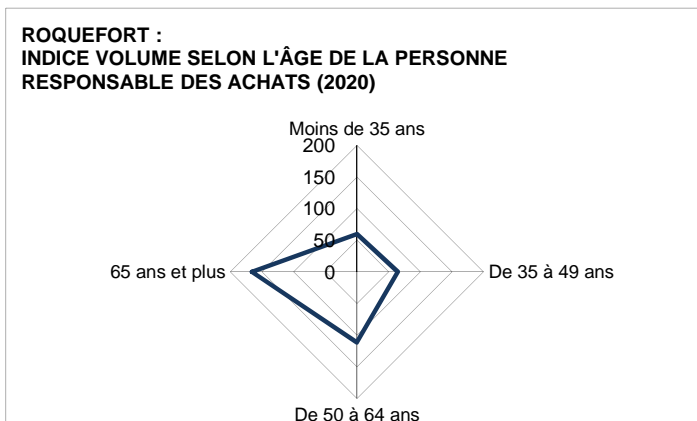 ROQUEFORT :
INDICE VOLUME SELON L'ÂGE DE LA PERSONNE
RESPONSABLE DES ACHATS (2020)
Moins de 35 ans
200
150
100
50
65 ans et plus
0
De 35 à 49 ans
De 50 à 64 ans